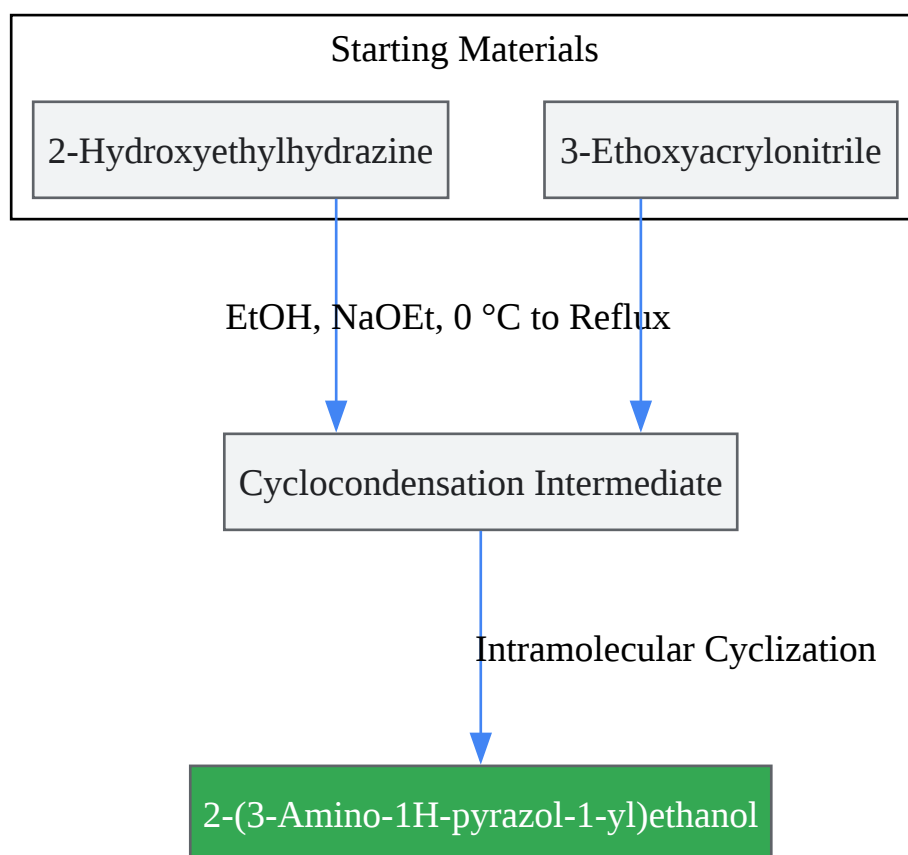 Starting Materials
2-Hydroxyethylhydrazine
3-Ethoxyacrylonitrile
EtOH, NaOEt, 0 °C to Reflux
Cyclocondensation Intermediate
Intramolecular Cyclization
2-(3-Amino-1H-pyrazol-1-yl)ethanol